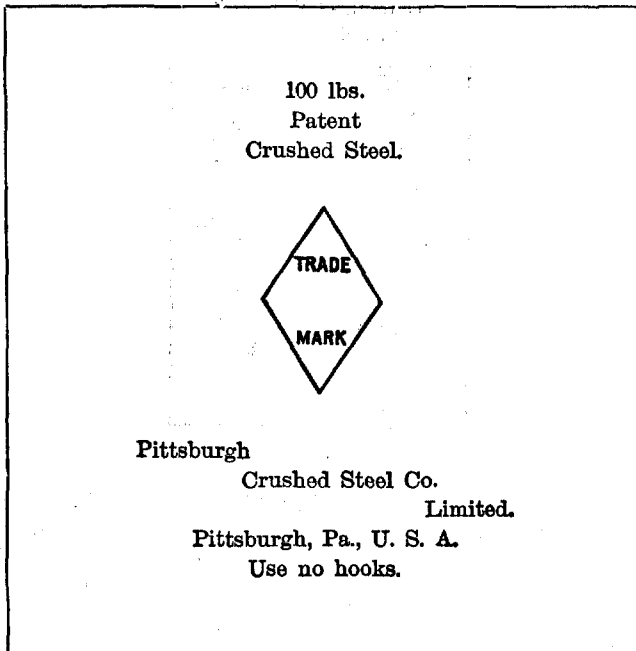 100 lbs.
Patent
Crushed Steel.
TRADE
MARK
Pittsburgh
Crushed Steel Co.
Limited.
Pittsburgh, Pa., U. S. A.
Use no hooks.